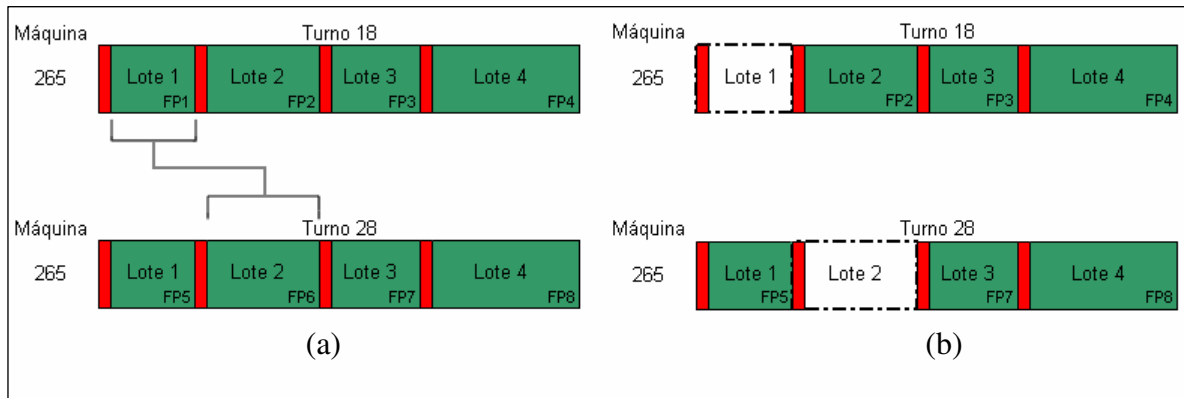 Máquina Turno 18
265 Lote 1 FP1 Lote 2 FP2 Lote 3 FP3 Lote 4 FP4
Máquina Turno 28
265 Lote 1 FP5 Lote 2 FP6 Lote 3 FP7 Lote 4 FP8
(a)
Máquina Turno 18
265 Lote 1 Lote 2 FP2 Lote 3 FP3 Lote 4 FP4
Máquina Turno 28
265 Lote 1 FP5 Lote 2 Lote 3 FP7 Lote 4 FP8
(b)